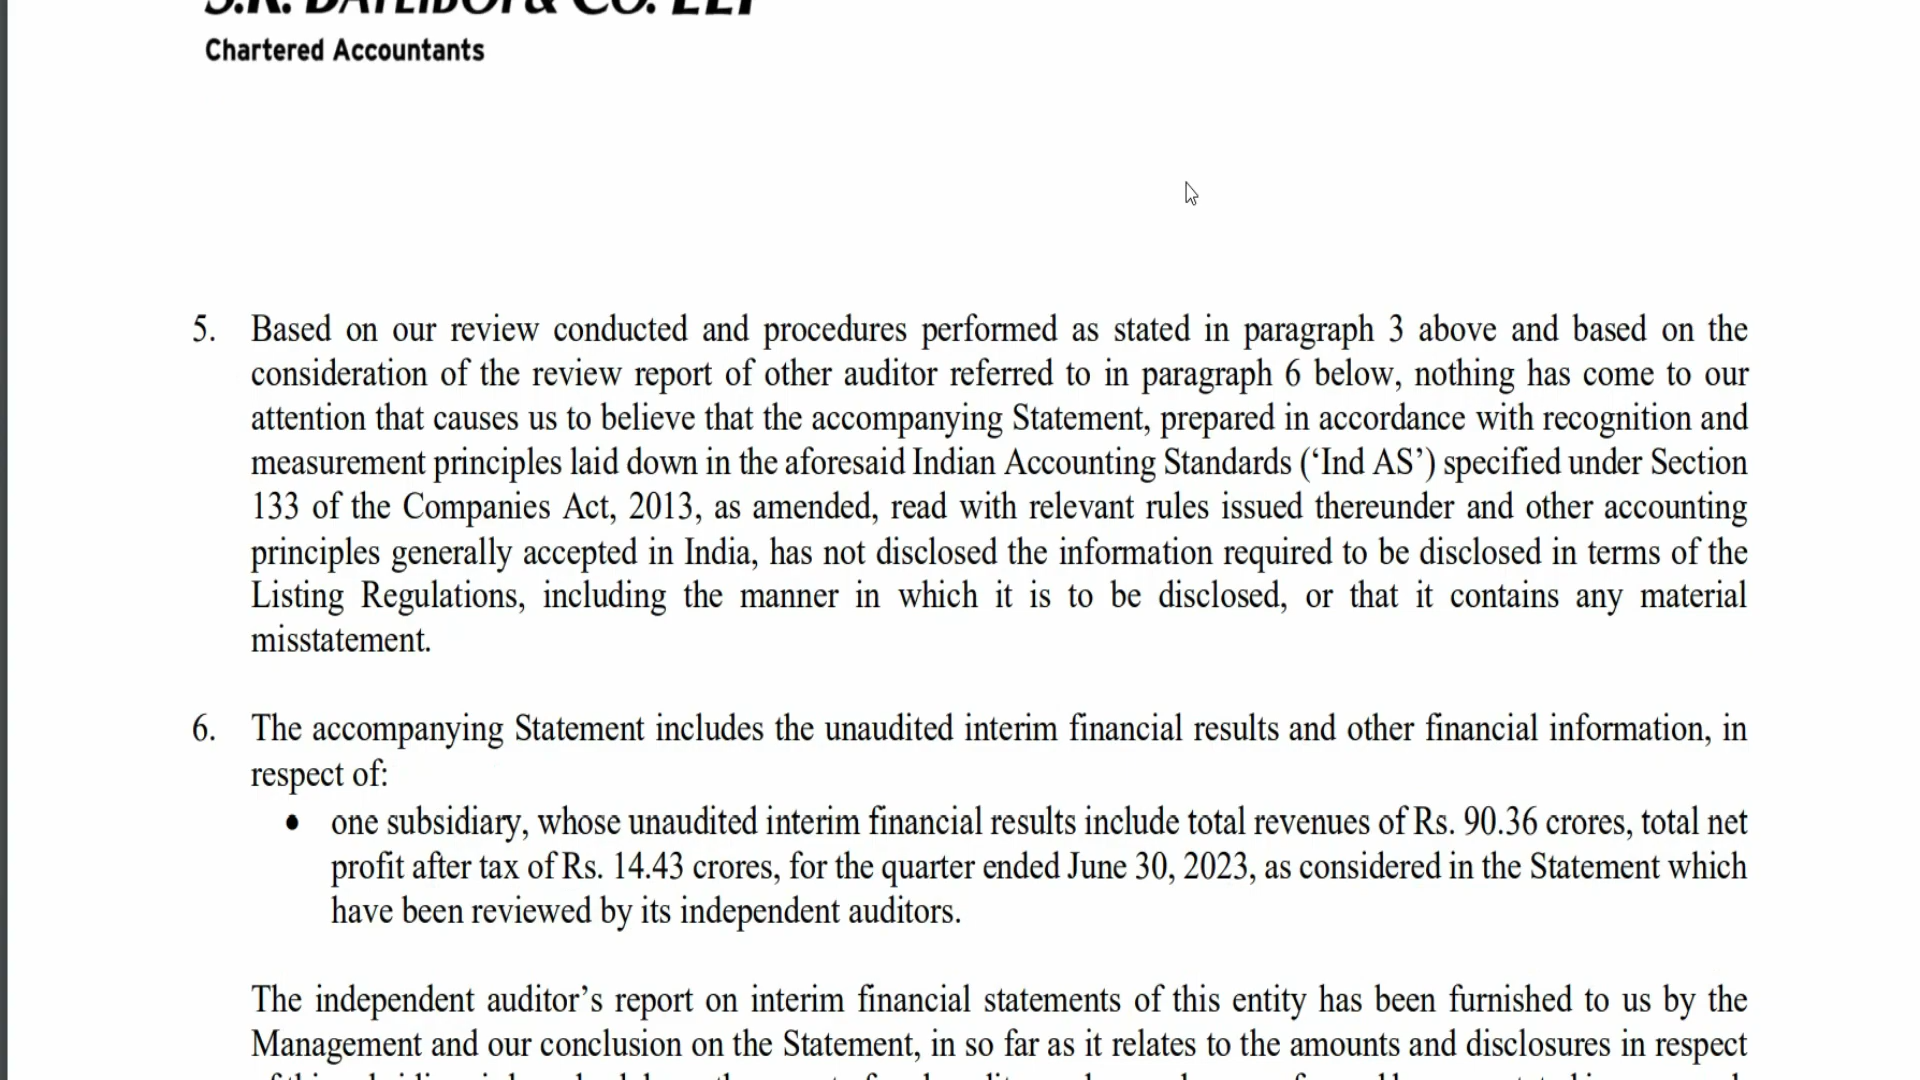 Chartered Accountants
5. Based on our review conducted and procedures performed as stated in paragraph 3 above and based on the
consideration of the review report of other auditor referred to in paragraph 6 below, nothing has come to our
attention that causes us to believe that the accompanying Statement, prepared in accordance with recognition and
measurement principles laid down in the aforesaid Indian Accounting Standards (‘Ind AS’) specified under Section
133 of the Companies Act, 2013, as amended, read with relevant rules issued thereunder and other accounting
principles generally accepted in India, has not disclosed the information required to be disclosed in terms of the
Listing Regulations, including the manner in which it is to be disclosed, or that it contains any material
misstatement.
6. The accompanying Statement includes the unaudited interim financial results and other financial information, in
respect of:
• one subsidiary, whose unaudited interim financial results include total revenues of Rs. 90.36 crores, total net
profit after tax of Rs. 14.43 crores, for the quarter ended June 30, 2023, as considered in the Statement which
have been reviewed by its independent auditors.
The independent auditor’s report on interim financial statements of this entity has been furnished to us by the
Management and our conclusion on the Statement, in so far as it relates to the amounts and disclosures in respect